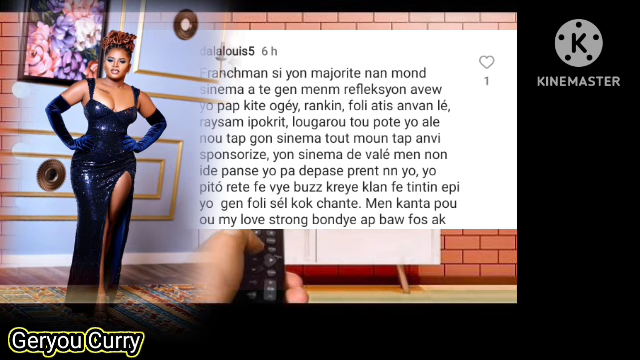 dalalouis5 6 h
Franchman si yon majorite nan mond
sinema a te gen menm refleksyon avew
yo pap kite ogéy, rankin, foli atis anvan lé,
raysam ipokrit, lougarou tou pote yo ale
nou tap gon sinema tout moun tap anvi
sponsorize, yon sinema de valé men non
ide panse yo pa depase prent nn yo, yo
pitó rete fe vye buzz kreye klan fe tintin epi
yo gen foli sél kok chante. Men kanta pou
ou my love strong bondye ap baw fos ak
1
KINEMASTER
Geryou Curry